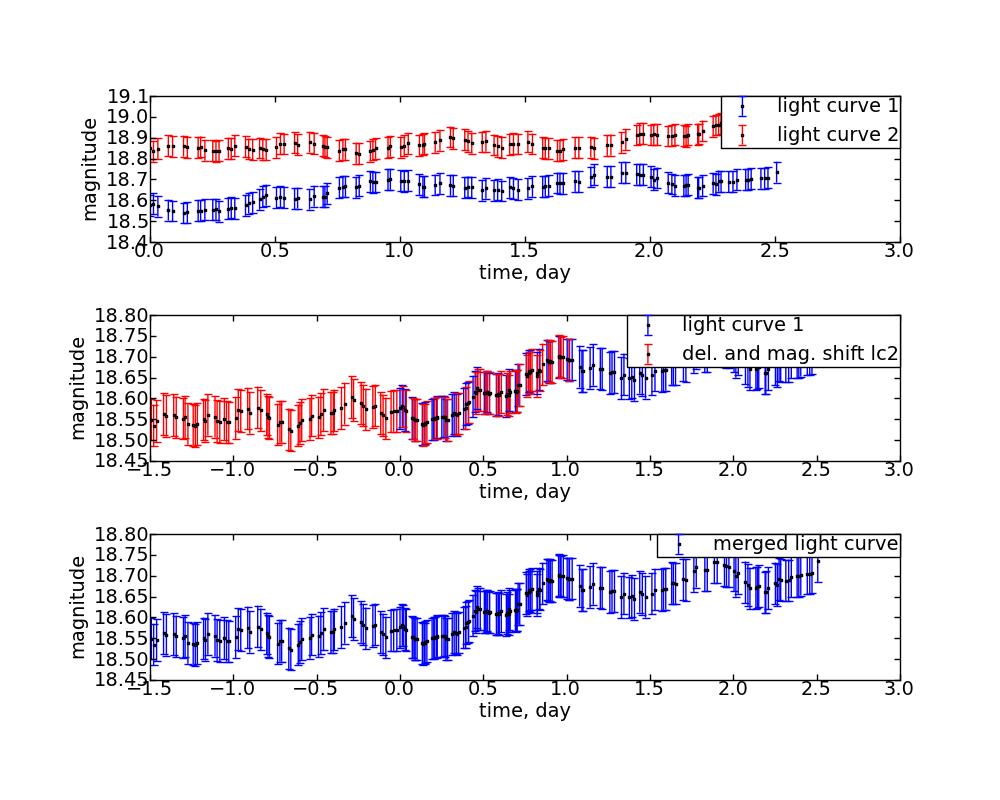 19.1
19.0
18.9
18.8
18.7
18.6
18.5
18.4
magnitude
light curve 1
light curve 2
0.0 0.5 1.0 1.5 2.0 2.5 3.0
time, day
18.80
18.75
18.70
18.65
18.60
18.55
18.50
18.45
magnitude
light curve 1
del. and mag. shift lc2
−1.5 −1.0 −0.5 0.0 0.5 1.0 1.5 2.0 2.5 3.0
time, day
18.80
18.75
18.70
18.65
18.60
18.55
18.50
18.45
magnitude
merged light curve
−1.5 −1.0 −0.5 0.0 0.5 1.0 1.5 2.0 2.5 3.0
time, day